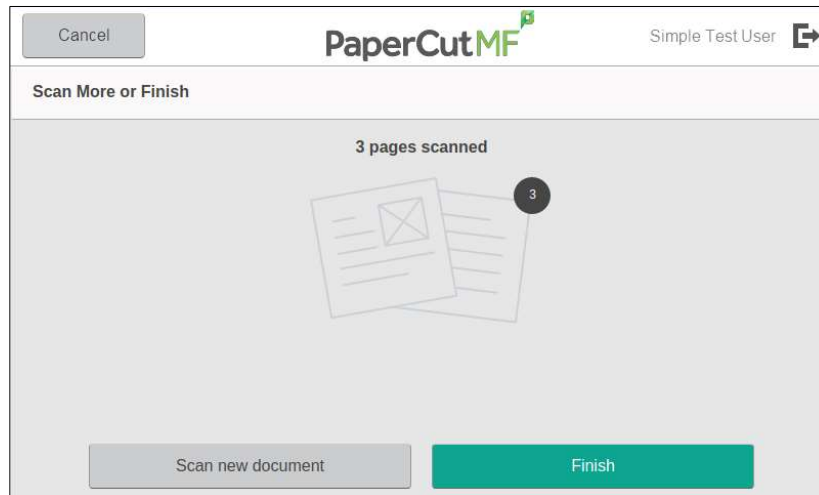 Cancel
PaperCutMF
Simple Test User
Scan More or Finish
3 pages scanned
3
Scan new document
Finish